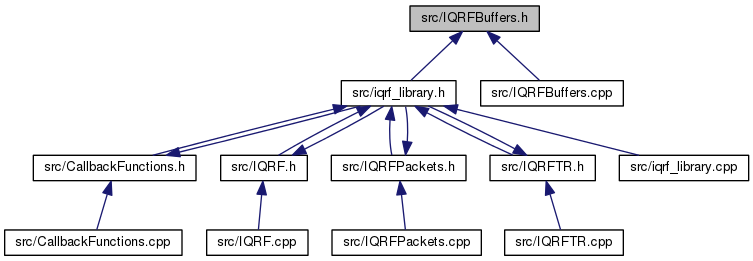 src/IQRFBuffers.h
src/iqrf_library.h
src/IQRFBuffers.cpp
src/CallbackFunctions.h
src/IQRF.h
src/IQRFPackets.h
src/IQRFTR.h
src/iqrf_library.cpp
src/CallbackFunctions.cpp
src/IQRF.cpp
src/IQRFPackets.cpp
src/IQRFTR.cpp